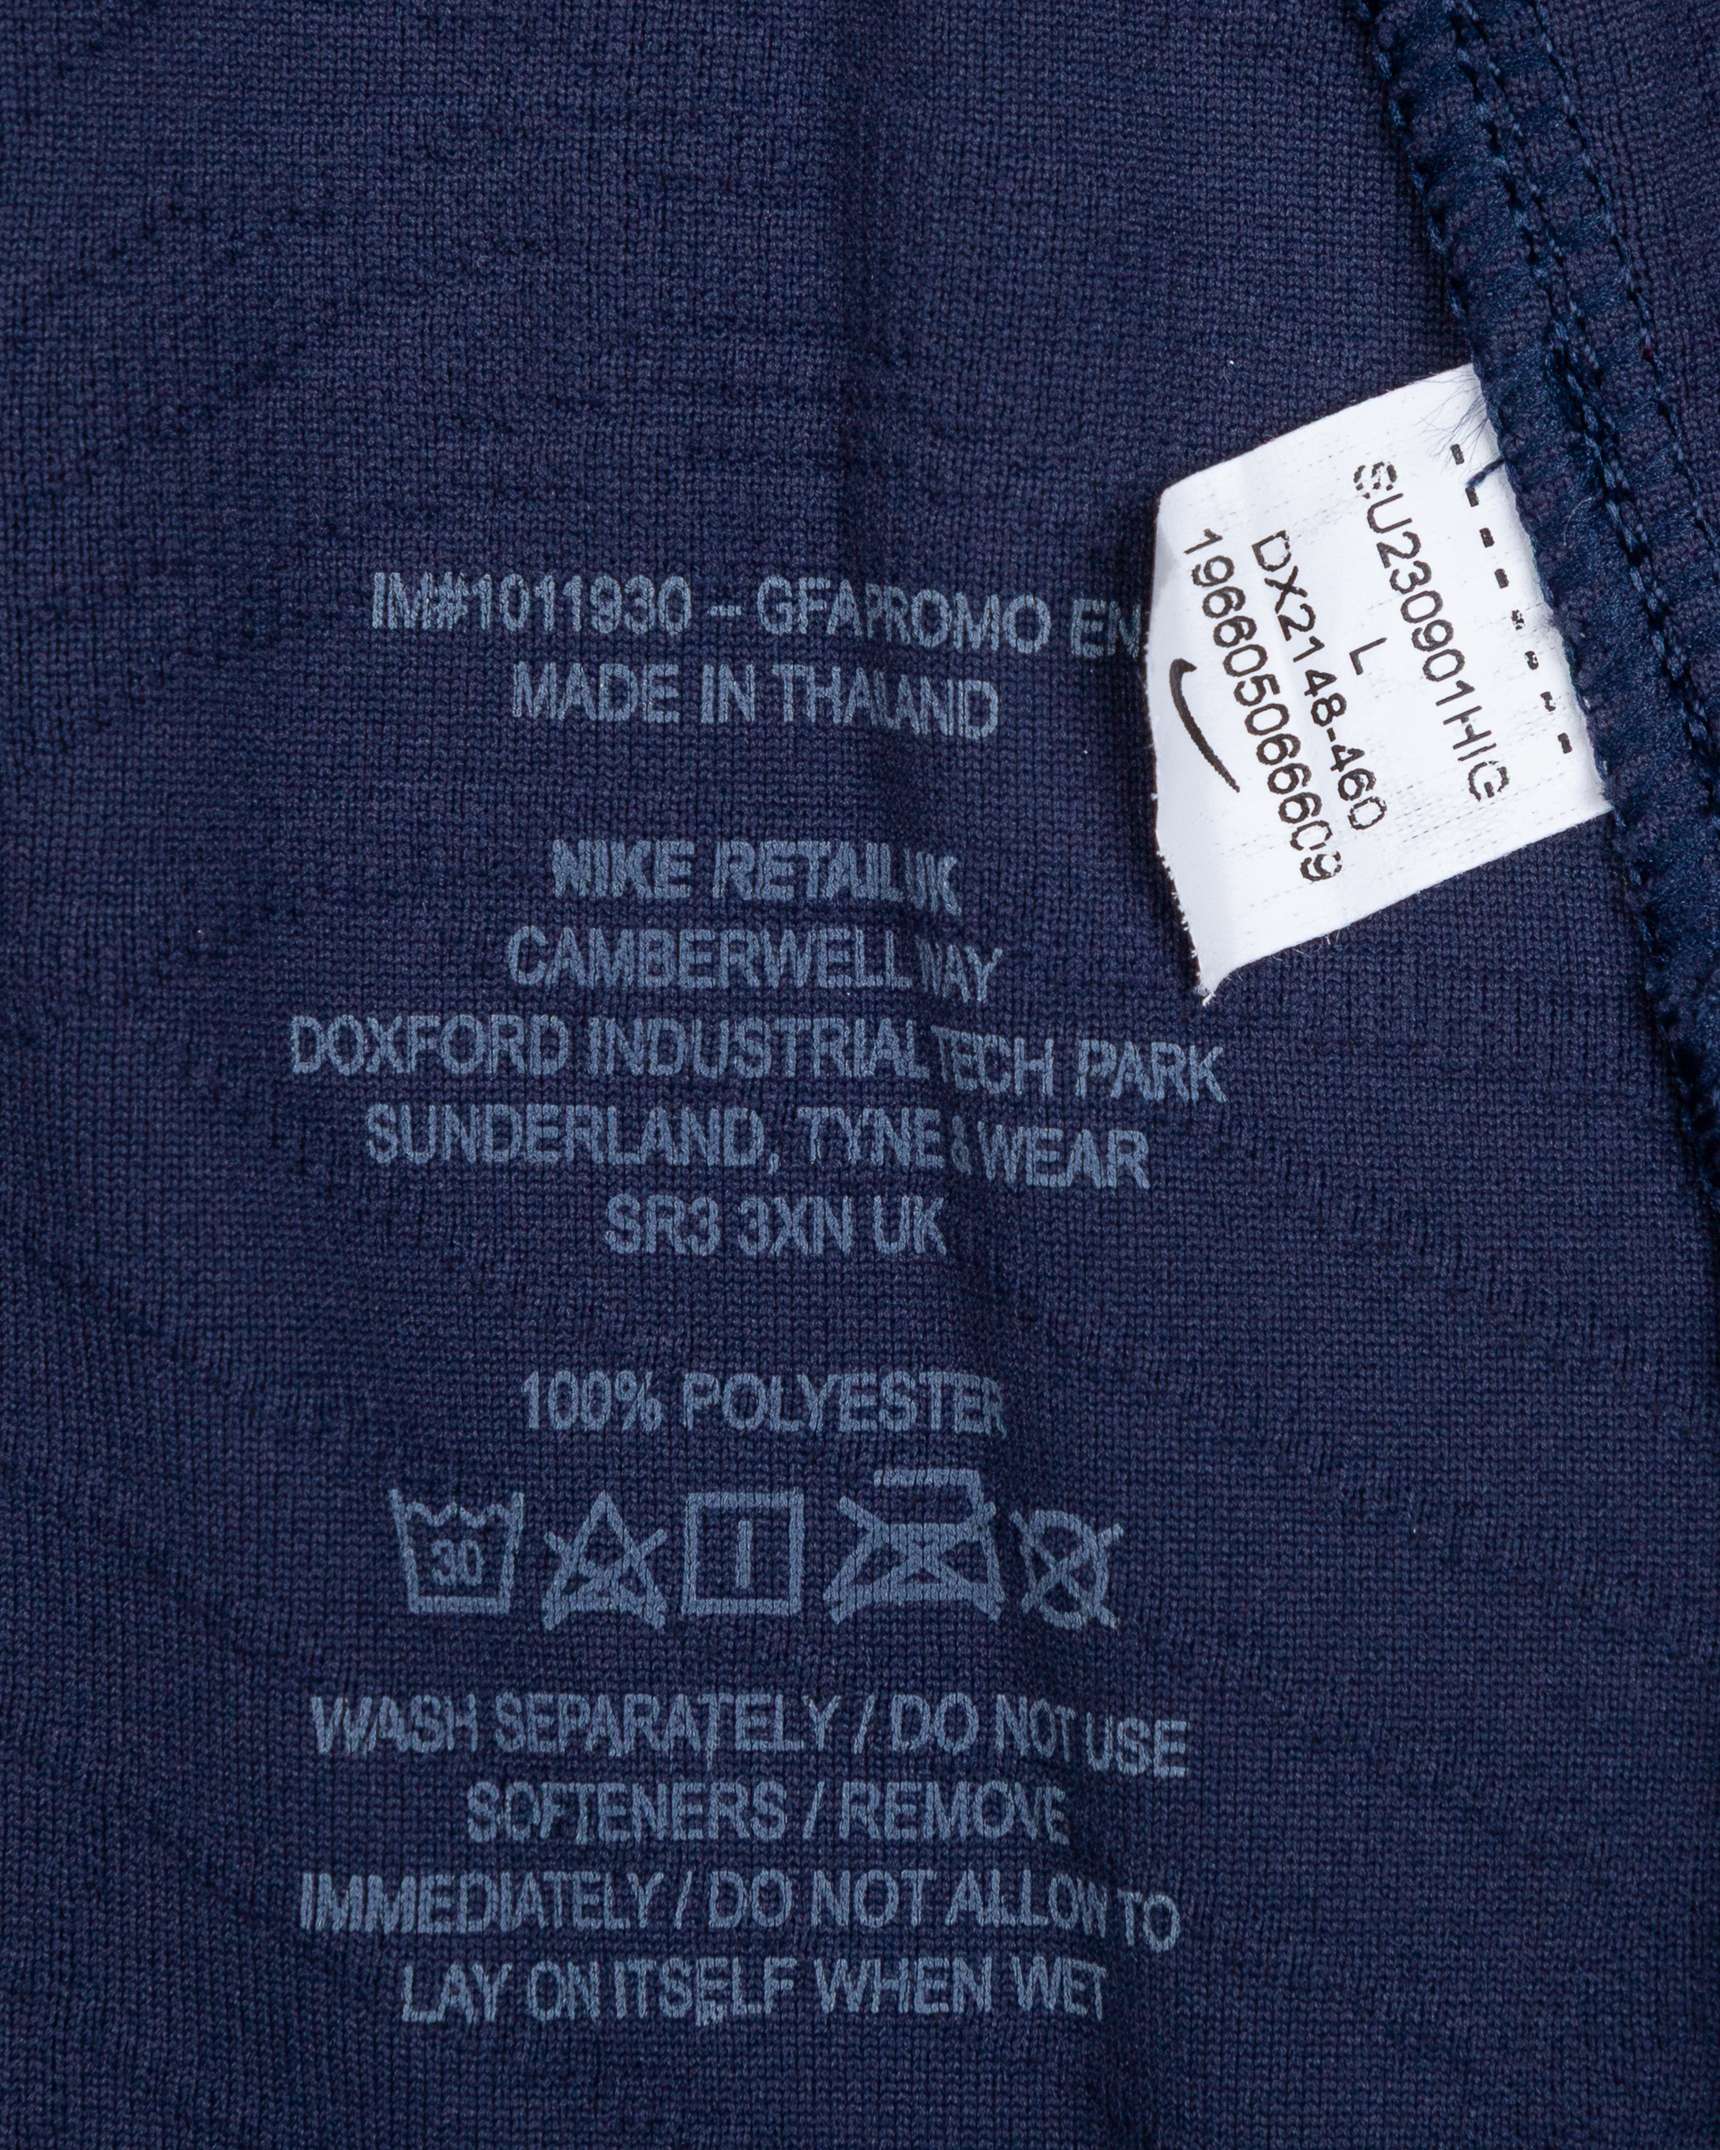 IM#1011930 – GFAPROMO EN
MADE IN THAILAND
NIKE RETAIL UK
CAMBERWELL WAY
DOXFORD INDUSTRIAL TECH PARK
SUNDERLAND, TYNE & WEAR
SR3 3XN UK
100% POLYESTER
30
WASH SEPARATELY / DO NOT USE
SOFTENERS / REMOVE
IMMEDIATELY / DO NOT ALLOW TO
LAY ON ITSELF WHEN WET
SU230901HIG
L
DX2148-460
196605066609